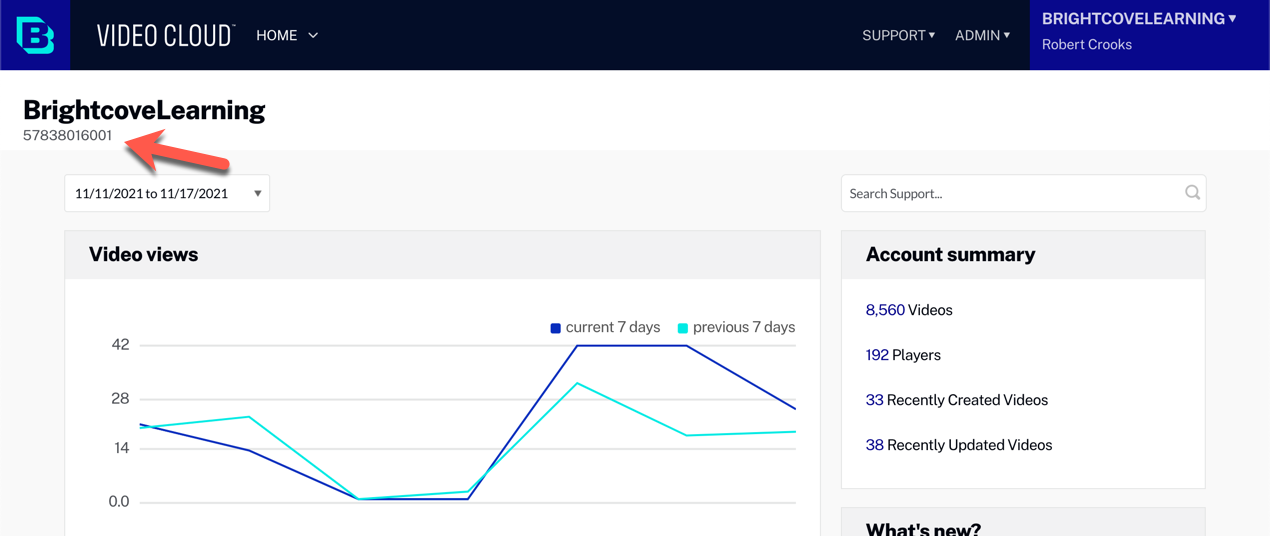 B VIDEO CLOUD™ HOME SUPPORT▼ ADMIN▼ BRIGHTCOVELEARNING▼
Robert Crooks
BrightcoveLearning
57838016001
11/11/2021 to 11/17/2021 ▼
Search Support...
Video views
current 7 days previous 7 days
42
28
14
0.0
Account summary
8,560 Videos
192 Players
33 Recently Created Videos
38 Recently Updated Videos
What's new?